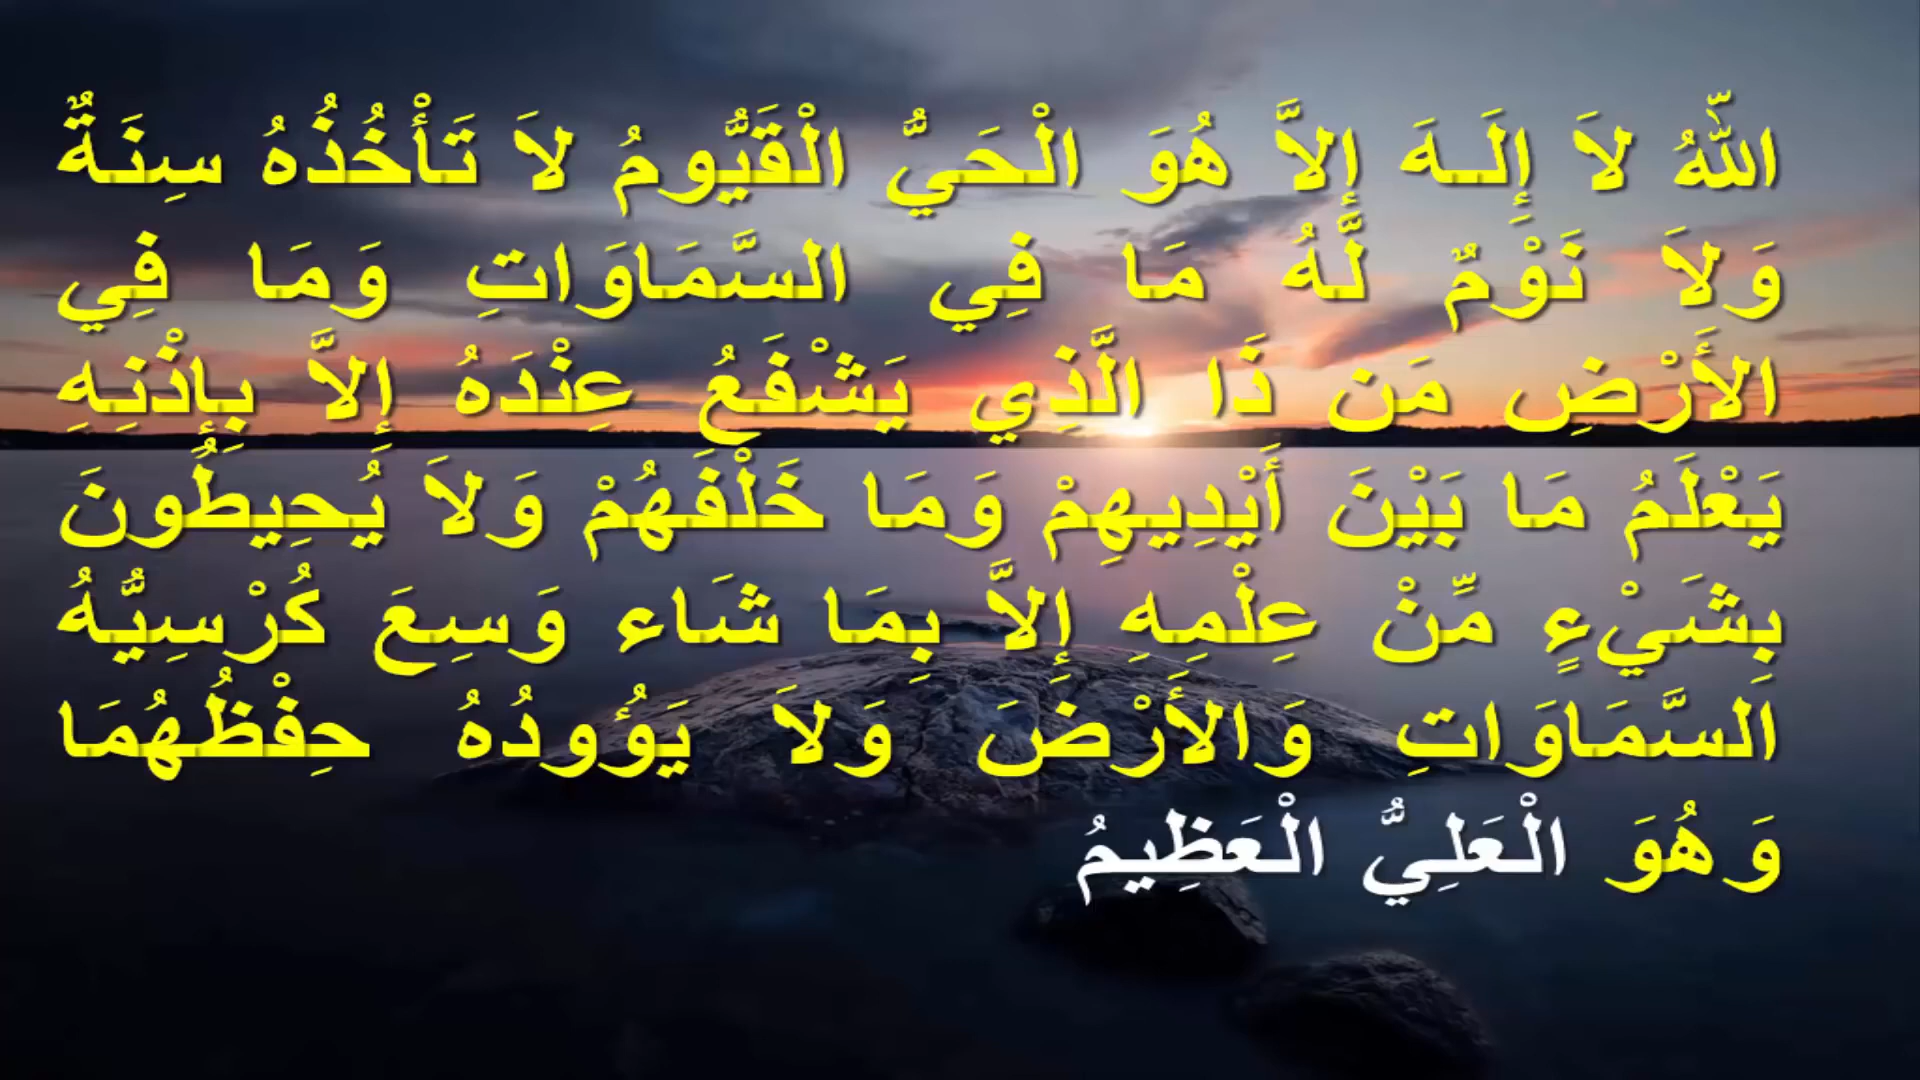 اللّهُ لاَ إِلَـهَ إِلاَّ هُوَ الْحَيُّ الْقَيُّومُ لاَ تَأْخُذُهُ سِنَةٌ
وَلاَ نَوْمٌ لَّهُ مَا فِي السَّمَاوَاتِ وَمَا فِي
الأَرْضِ مَن ذَا الَّذِي يَشْفَعُ عِنْدَهُ إِلاَّ بِإِذْنِهِ
يَعْلَمُ مَا بَيْنَ أَيْدِيهِمْ وَمَا خَلْفَهُمْ وَلاَ يُحِيطُونَ
بِشَيْءٍ مِّنْ عِلْمِهِ إِلاَّ بِمَا شَاء وَسِعَ كُرْسِيُّهُ
السَّمَاوَاتِ وَالأَرْضَ وَلاَ يَؤُودُهُ حِفْظُهُمَا
وَهُوَ الْعَلِيُّ الْعَظِيمُ